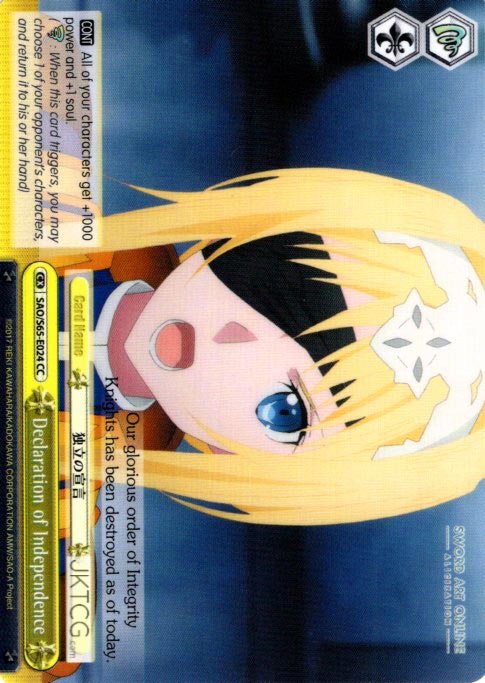 SWORD ART ONLINE
ALICIZATION
Our glorious order of Integrity
Knights has been destroyed as of today.
CONT All of your characters get +1000
power and +1 soul.
: When this card triggers, you may
choose 1 of your opponent's characters,
and return it to his or her hand)
Card Name
独立の宣言
JKTCG.com
CX SAO/S65-E024 CC
Declaration of Independence
©2017 REKI KAWAHARA/KADOKAWA CORPORATION AMW/SAO-A Project